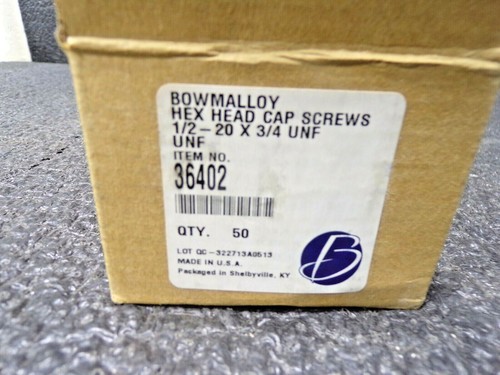 BOWMALLOY
HEX HEAD CAP SCREWS
1/2-20 X 3/4 UNF
UNF
ITEM NO.
36402
QTY. 50
LOT QC-322713A0513
MADE IN U.S.A.
Packaged in Shelbyville, KY
B